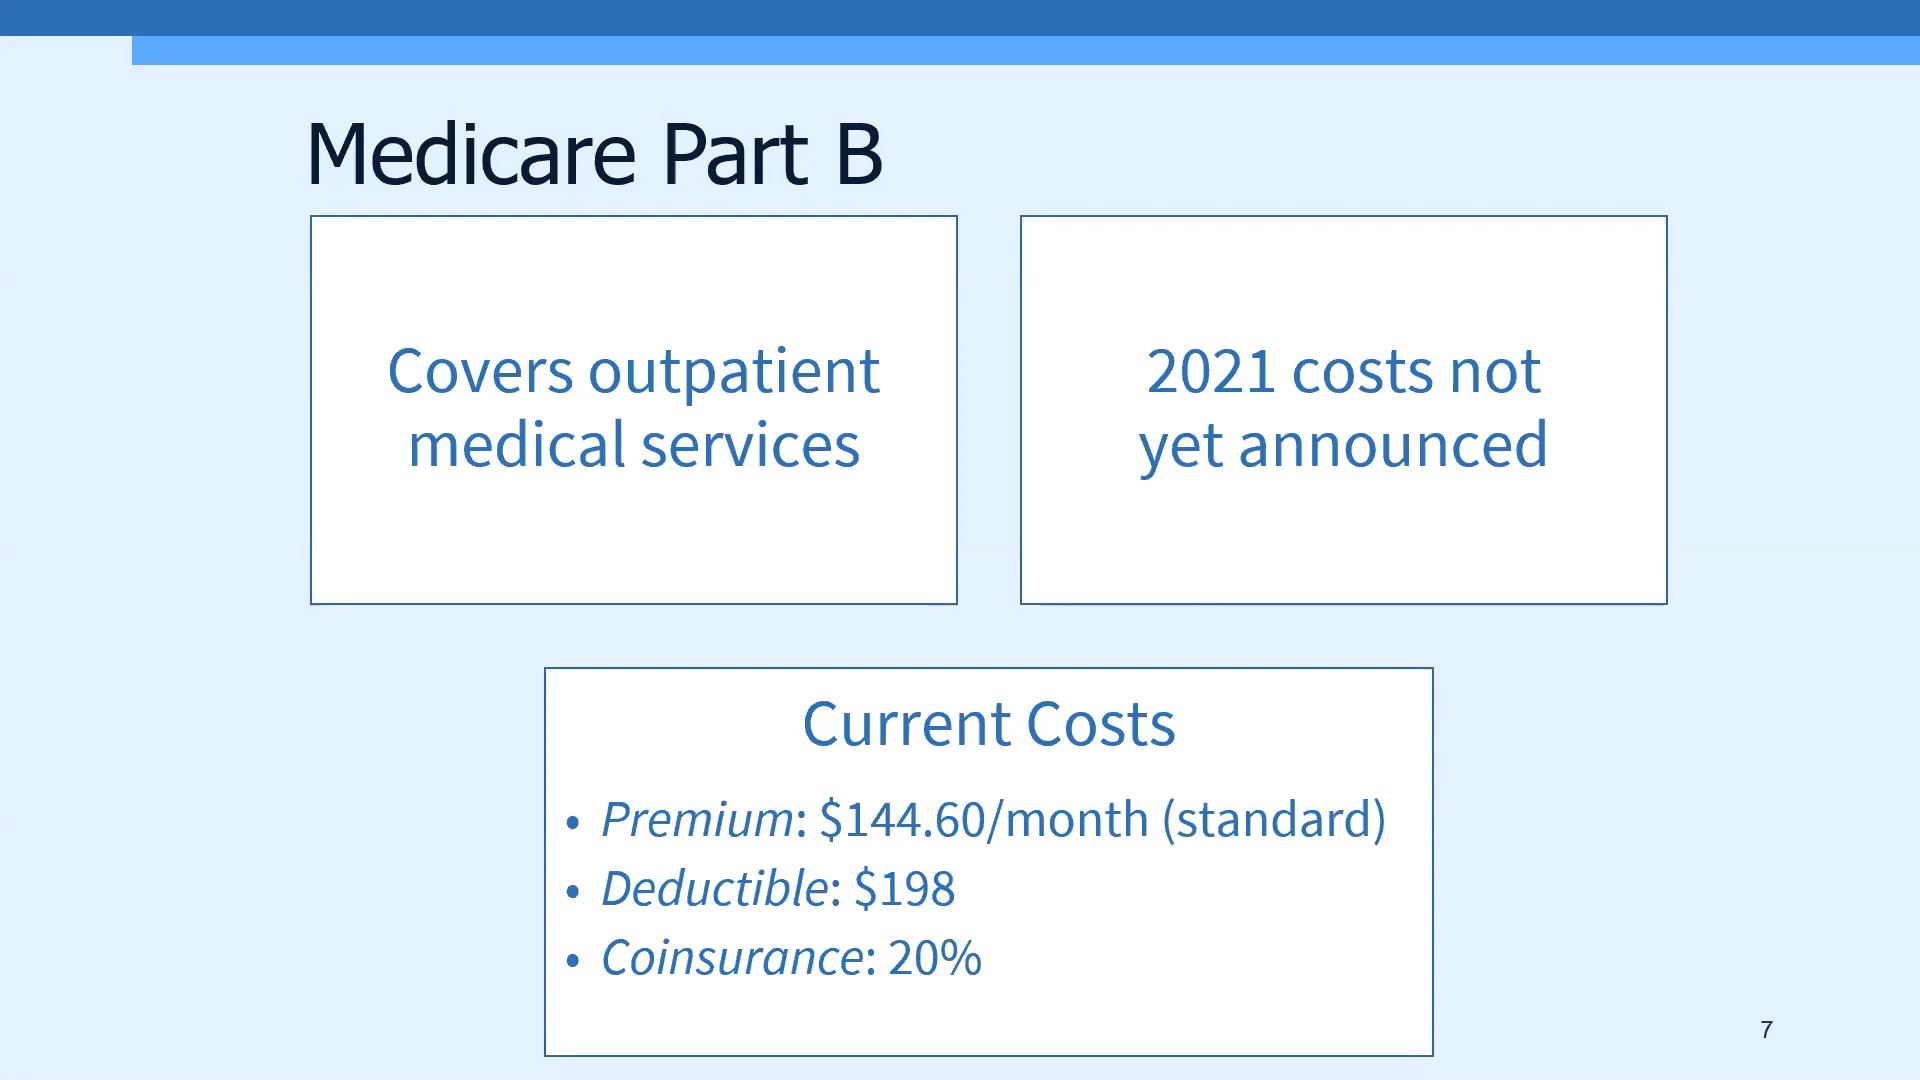 Medicare Part B
Covers outpatient
medical services
2021 costs not
yet announced
Current Costs
• Premium: $144.60/month (standard)
• Deductible: $198
• Coinsurance: 20%
7